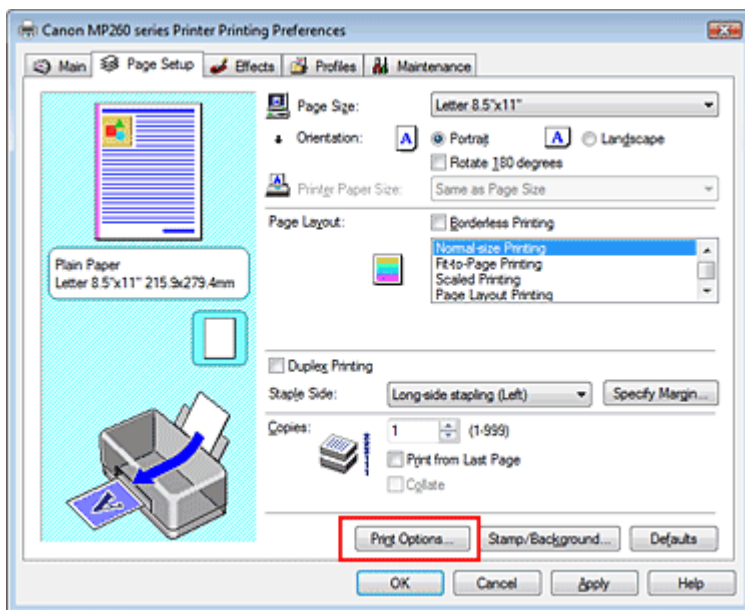 Canon MP260 series Printer Printing Preferences
Main Page Setup Effects Profiles Maintenance
Page Size: Letter 8.5"x11"
Orientation: A Portrait A Landscape
Rotate 180 degrees
Printer Paper Size: Same as Page Size
Page Layout: Borderless Printing
Normal-size Printing
Fit-to-Page Printing
Scaled Printing
Page Layout Printing
Plain Paper
Letter 8.5"x11" 215.9x279.4mm
Duplex Printing
Staple Side: Long-side stapling (Left) Specify Margin...
Copies: 1 (1-999)
Print from Last Page
Collate
Print Options... Stamp/Background... Defaults
OK Cancel Apply Help